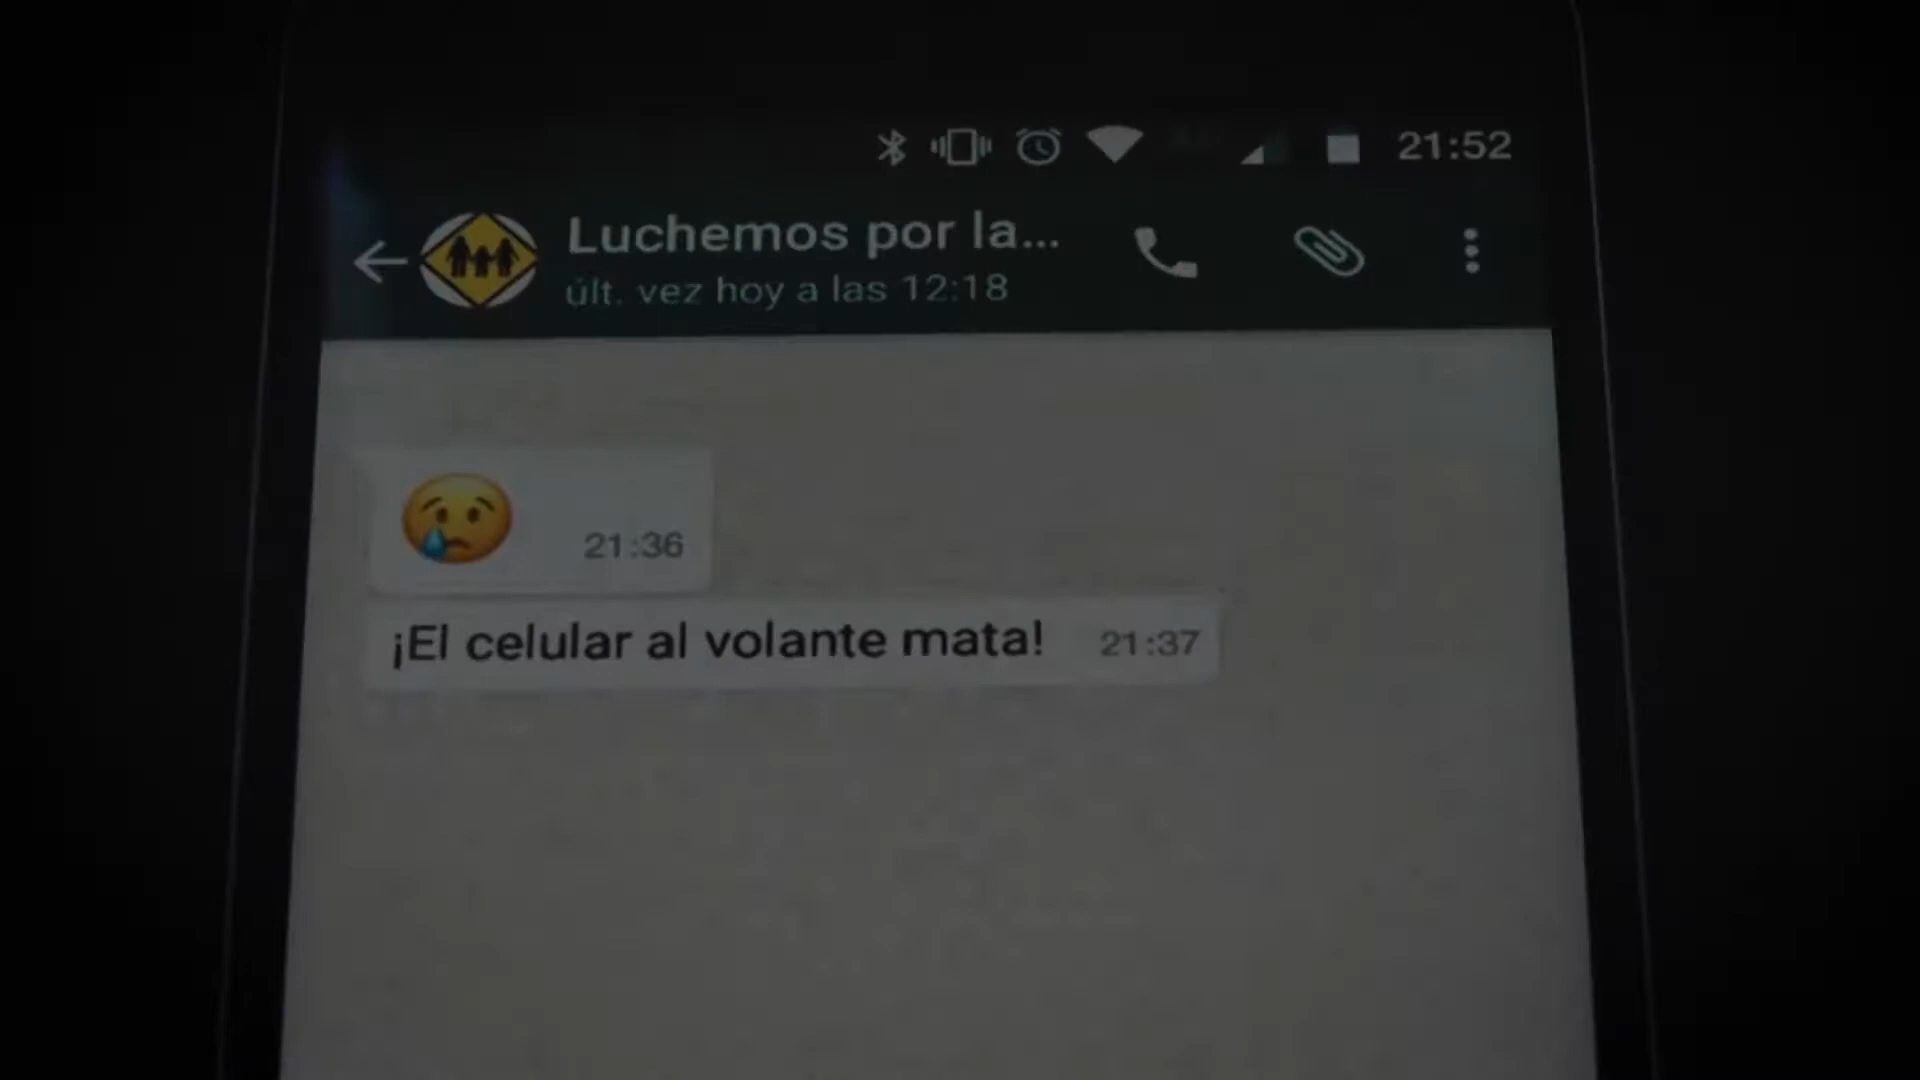 21:52
Luchemos por la...
últ. vez hoy a las 12:18
21:36
¡El celular al volante mata! 21:37